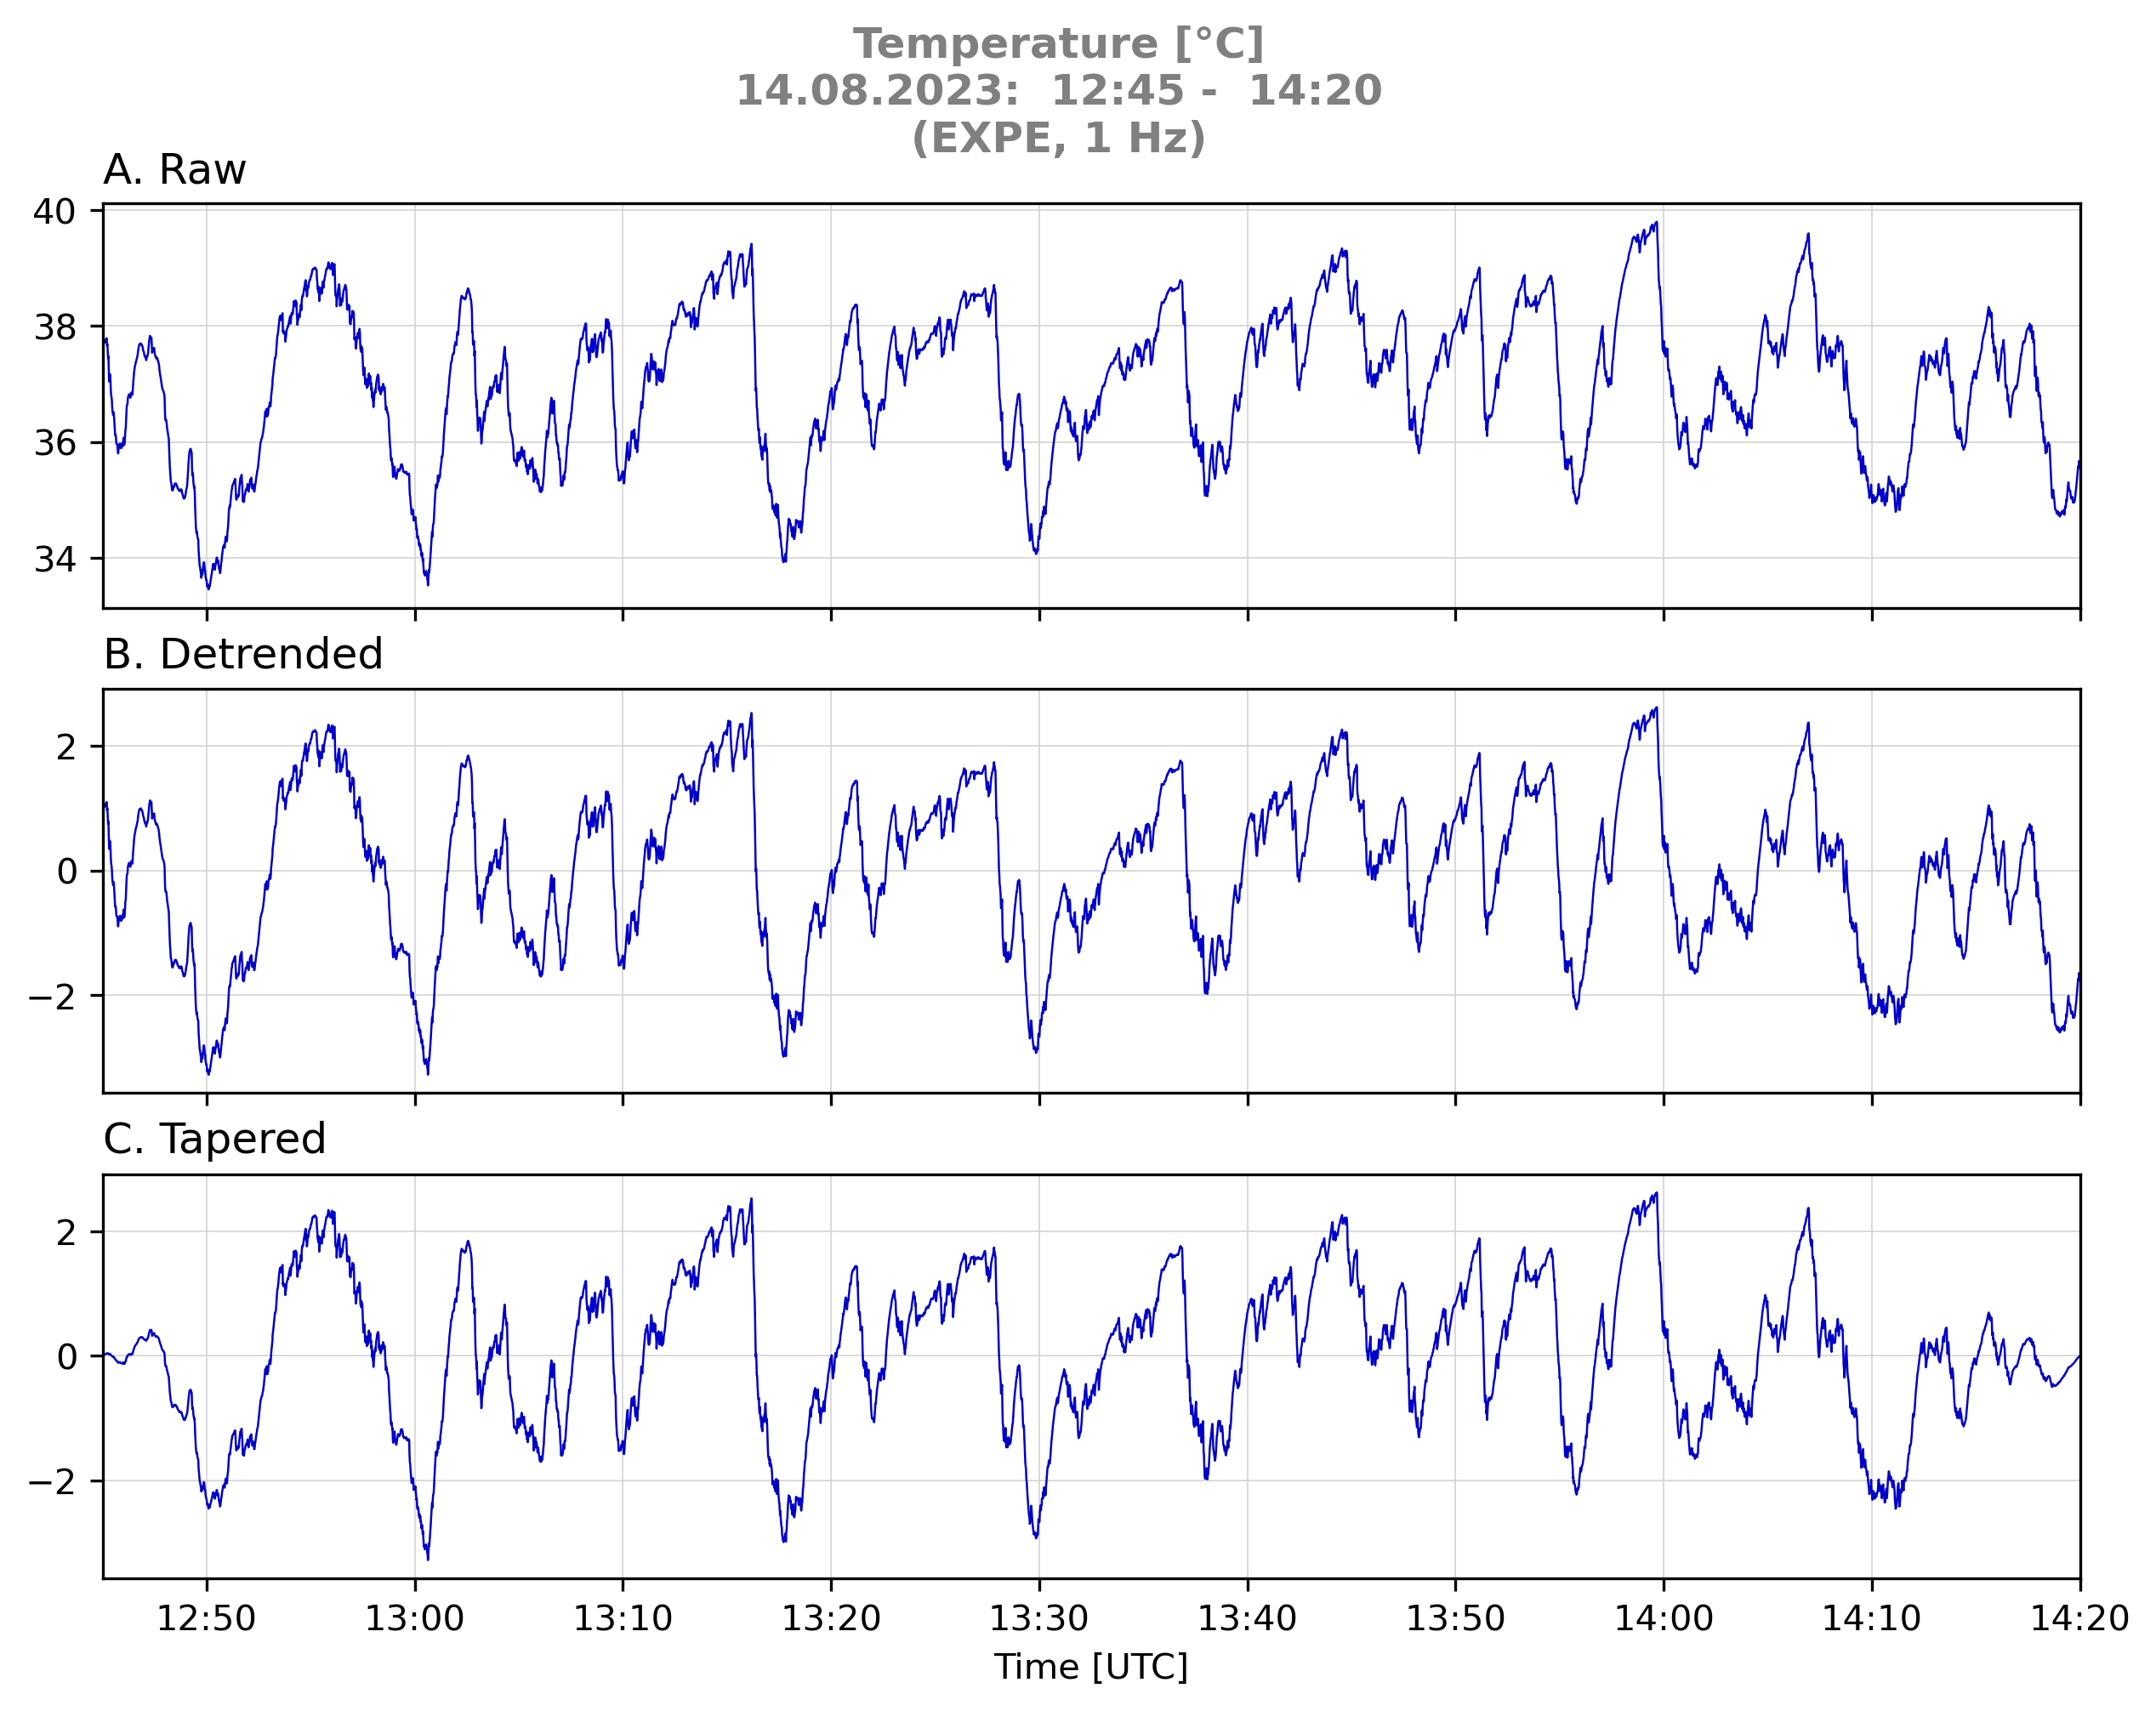 Temperature [°C]
14.08.2023:  12:45 -  14:20
(EXPE, 1 Hz)
A. Raw
40
38
36
34
B. Detrended
2
0
−2
C. Tapered
2
0
−2
12:50 13:00 13:10 13:20 13:30 13:40 13:50 14:00 14:10 14:20
Time [UTC]